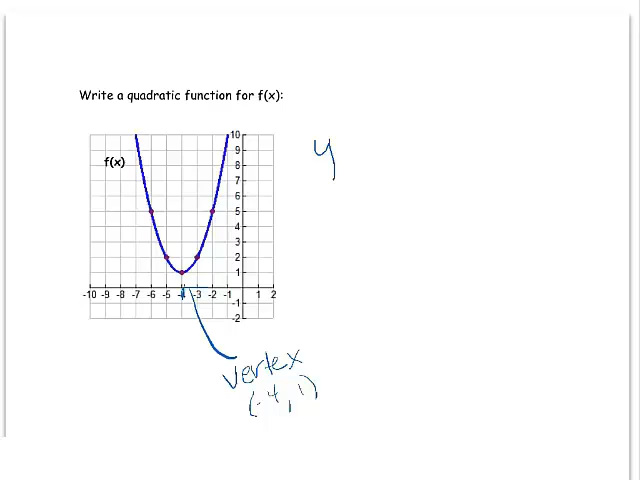 Write a quadratic function for f(x):
y
f(x)
10
9
8
7
6
5
4
3
2
1
-10 -9 -8 -7 -6 -5 -4 -3 -2 -1 1 2
-1
-2
vertex
(-4, 1)